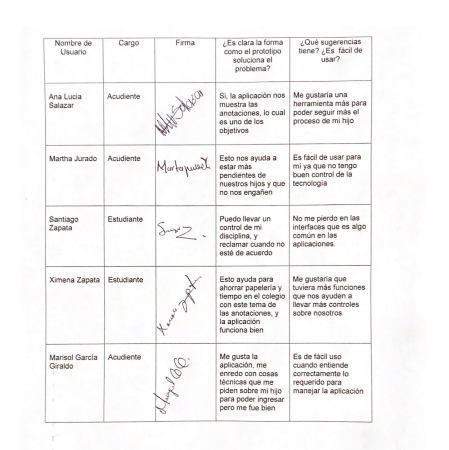 Nombre de Usuario
Cargo
Firma
¿Es clara la forma como el prototipo soluciona el problema?
¿Qué sugerencias tiene? ¿Es fácil de usar?
Ana Lucia Salazar
Acudiente
Si, la aplicación nos muestra las anotaciones, lo cual es uno de los objetivos
Me gustaría una herramienta más para poder seguir más el proceso de mi hijo
Martha Jurado
Acudiente
Esto nos ayuda a estar más pendientes de nuestros hijos y que no nos engañen
Es fácil de usar para mí ya que no tengo buen control de la tecnología
Santiago Zapata
Estudiante
Puedo llevar un control de mi disciplina, y reclamar cuando no esté de acuerdo
No me pierdo en las interfaces que es algo común en las aplicaciones.
Ximena Zapata
Estudiante
Esto ayuda para ahorrar papelería y tiempo en el colegio con este tema de las anotaciones, y la aplicación funciona bien
Me gustaría que tuviera más funciones que nos ayuden a llevar más controles sobre nosotros
Marisol García Giraldo
Acudiente
Me gusta la aplicación, me enredo con cosas técnicas que me piden sobre mi hijo para poder ingresar pero me fue bien
Es de fácil uso cuando entiende correctamente lo requerido para manejar la aplicación